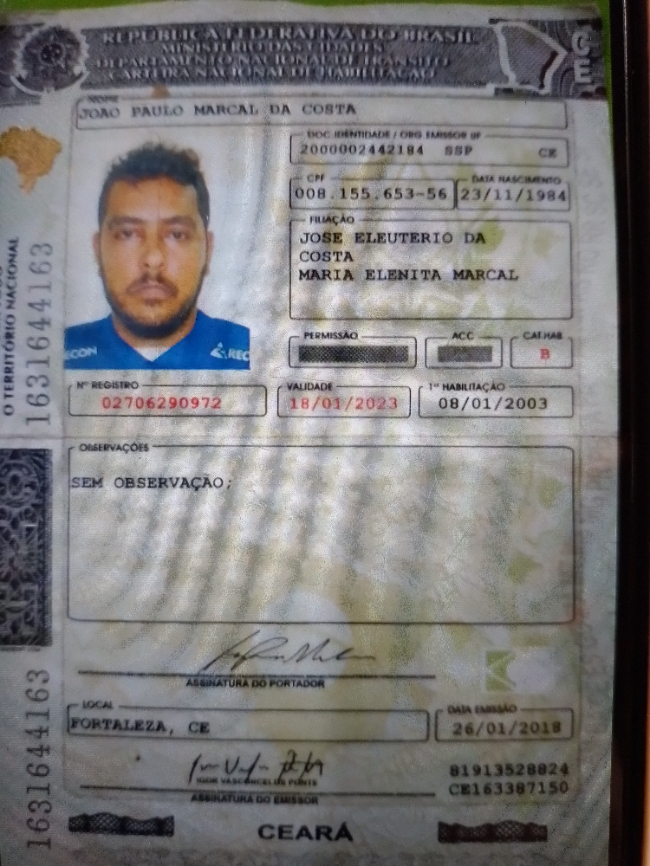 REPÚBLICA FEDERATIVA DO BRASIL
MINISTÉRIO DAS CIDADES
DEPARTAMENTO NACIONAL DE TRÂNSITO
CARTEIRA NACIONAL DE HABILITAÇÃO
CE
NOME
JOAO PAULO MARCAL DA COSTA
DOC IDENTIDADE / ORG EMISSOR UF
2000002442184 SSP CE
CPF
008.155.653-56
DATA NASCIMENTO
23/11/1984
FILIAÇÃO
JOSE ELEUTERIO DA
COSTA
MARIA ELENITA MARCAL
PERMISSÃO
ACC
CAT.HAB
B
Nº REGISTRO
02706290972
VALIDADE
18/01/2023
1ª HABILITAÇÃO
08/01/2003
OBSERVAÇÕES
SEM OBSERVAÇÃO;
ASSINATURA DO PORTADOR
LOCAL
FORTALEZA, CE
DATA EMISSÃO
26/01/2018
IGOR VASCONCELOS PONTE
ASSINATURA DO EMISSOR
81913528824
CE163387150
CEARÁ
O TERRITÓRIO NACIONAL
1631644163
1631644163